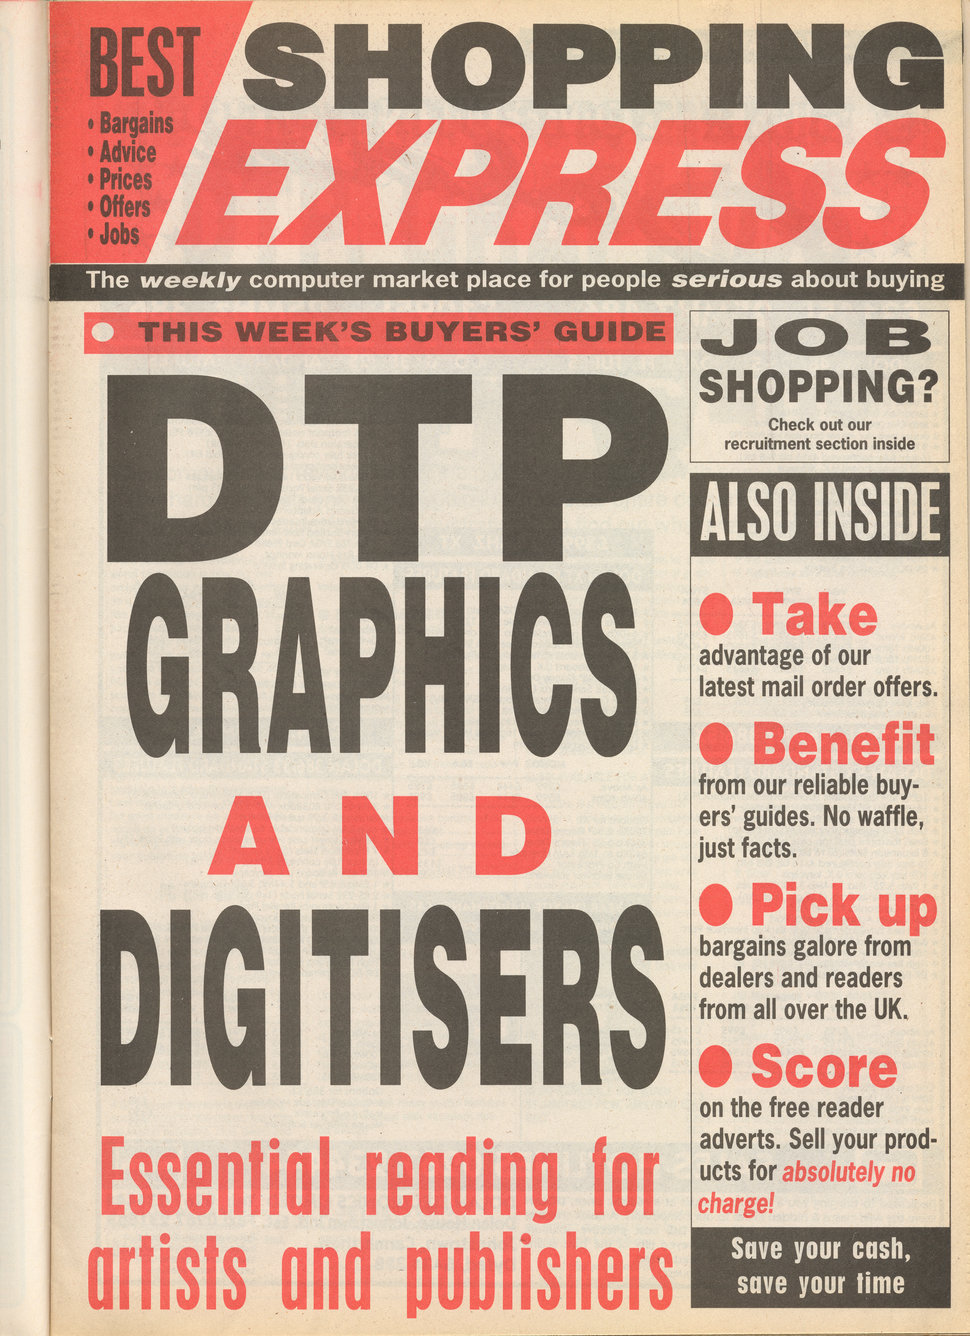 BEST
• Bargains
• Advice
• Prices
• Offers
• Jobs
SHOPPING
EXPRESS
The weekly computer market place for people serious about buying
• THIS WEEK'S BUYERS' GUIDE
DTP
GRAPHICS
AND
DIGITISERS
Essential reading for
artists and publishers
JOB
SHOPPING?
Check out our
recruitment section inside
ALSO INSIDE
• Take
advantage of our
latest mail order offers.
• Benefit
from our reliable buy-
ers' guides. No waffle,
just facts.
• Pick up
bargains galore from
dealers and readers
from all over the UK.
• Score
on the free reader
adverts. Sell your prod-
ucts for absolutely no
charge!
Save your cash,
save your time